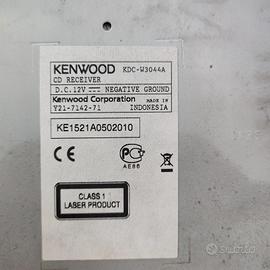 KENWOOD KDC-W3044A
CD RECEIVER
D.C.12V NEGATIVE GROUND
Kenwood Corporation MADE IN
Y21-7142-71 INDONESIA
KE1521A0502010
CE
AE86
CLASS 1
LASER PRODUCT
subito